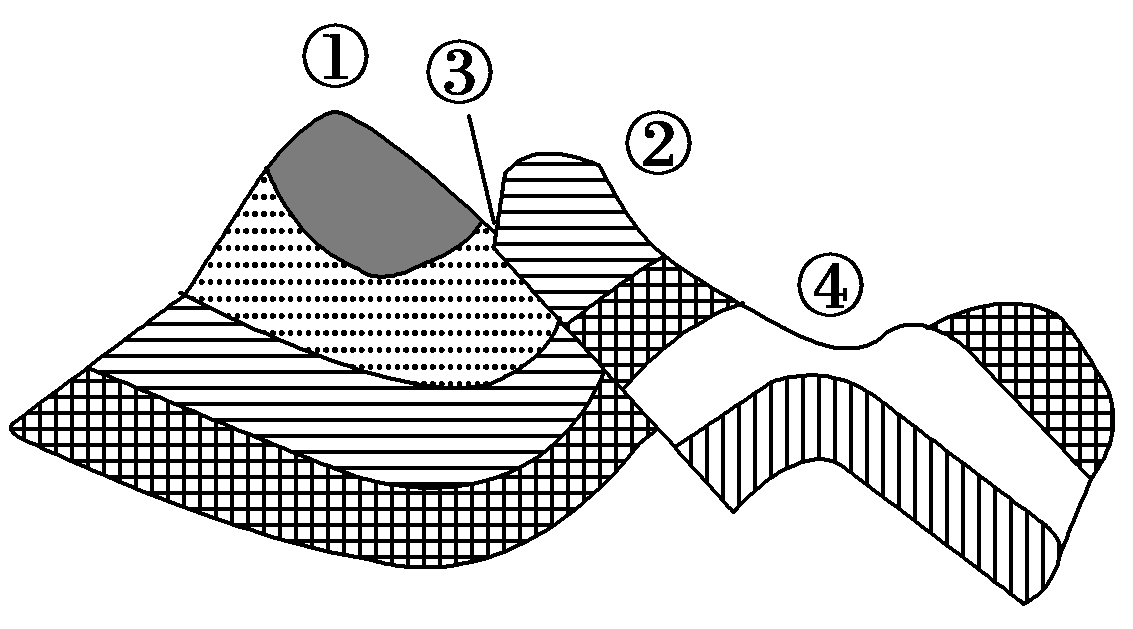 ①
③
②
④